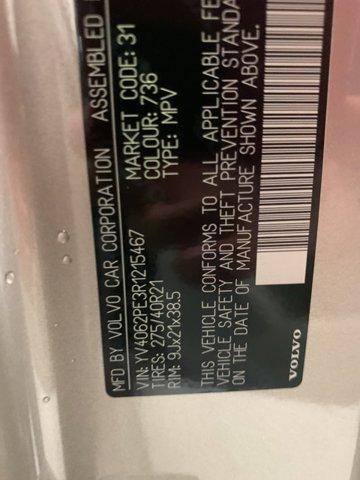 MFD BY VOLVO CAR CORPORATION ASSEMBLED
MARKET CODE: 31
VIN: YV4062PE3R1215467 COLOUR: 736
TIRES: 275/40R21 TYPE: MPV
RIM: 9Jx21x38.5
THIS VEHICLE CONFORMS TO ALL APPLICABLE FE
VEHICLE SAFETY AND THEFT PREVENTION STANDA
ON THE DATE OF MANUFACTURE SHOWN ABOVE.
VOLVO